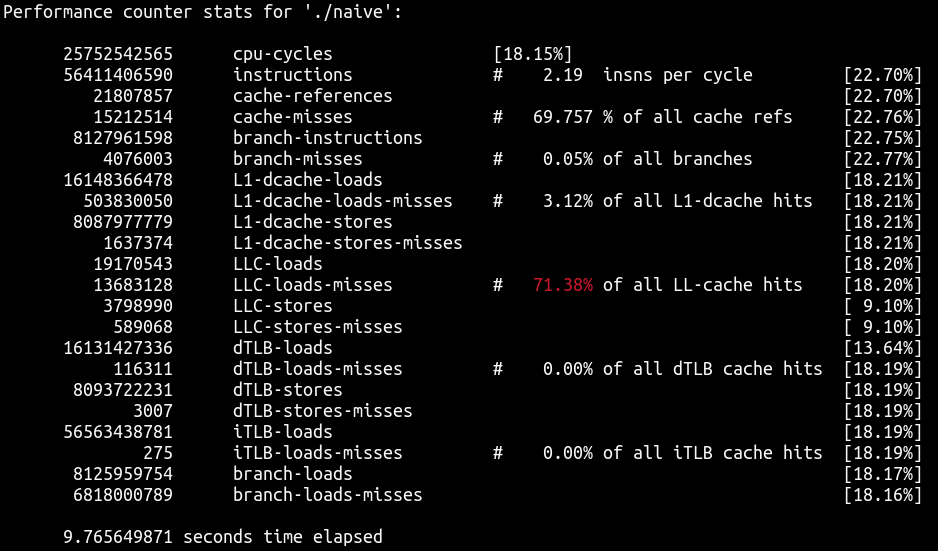 Performance counter stats for './naive':
25752542565 cpu-cycles [18.15%]
56411406590 instructions # 2.19 insns per cycle [22.70%]
21807857 cache-references [22.70%]
15212514 cache-misses # 69.757 % of all cache refs [22.76%]
8127961598 branch-instructions [22.75%]
4076003 branch-misses # 0.05% of all branches [22.77%]
16148366478 L1-dcache-loads [18.21%]
503830050 L1-dcache-loads-misses # 3.12% of all L1-dcache hits [18.21%]
8087977779 L1-dcache-stores [18.21%]
1637374 L1-dcache-stores-misses [18.21%]
19170543 LLC-loads [18.20%]
13683128 LLC-loads-misses # 71.38% of all LL-cache hits [18.20%]
3798990 LLC-stores [ 9.10%]
589068 LLC-stores-misses [ 9.10%]
16131427336 dTLB-loads [13.64%]
116311 dTLB-loads-misses # 0.00% of all dTLB cache hits [18.19%]
8093722231 dTLB-stores [18.19%]
3007 dTLB-stores-misses [18.19%]
56563438781 iTLB-loads [18.19%]
275 iTLB-loads-misses # 0.00% of all iTLB cache hits [18.19%]
8125959754 branch-loads [18.17%]
6818000789 branch-loads-misses [18.16%]
9.765649871 seconds time elapsed